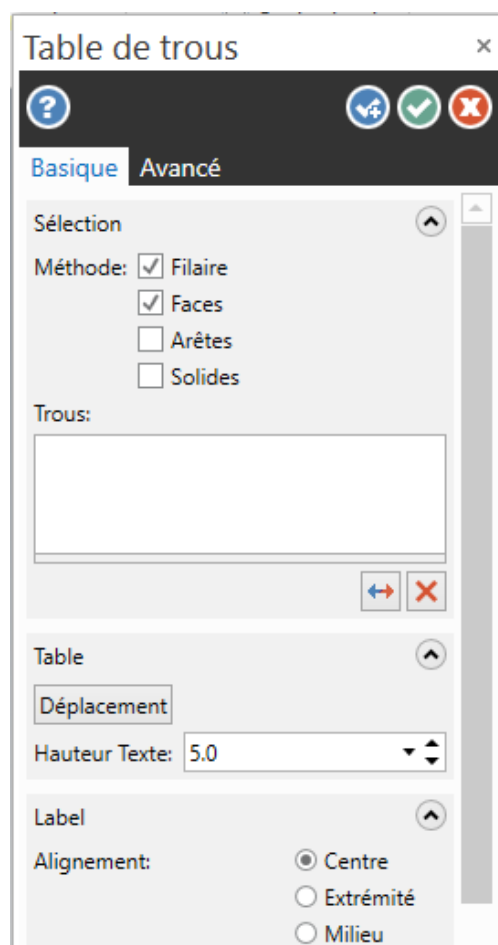 Table de trous
Basique Avancé
Sélection
Méthode: Filaire
Faces
Arêtes
Solides
Trous:
Table
Déplacement
Hauteur Texte: 5.0
Label
Alignement: Centre
Extrémité
Milieu